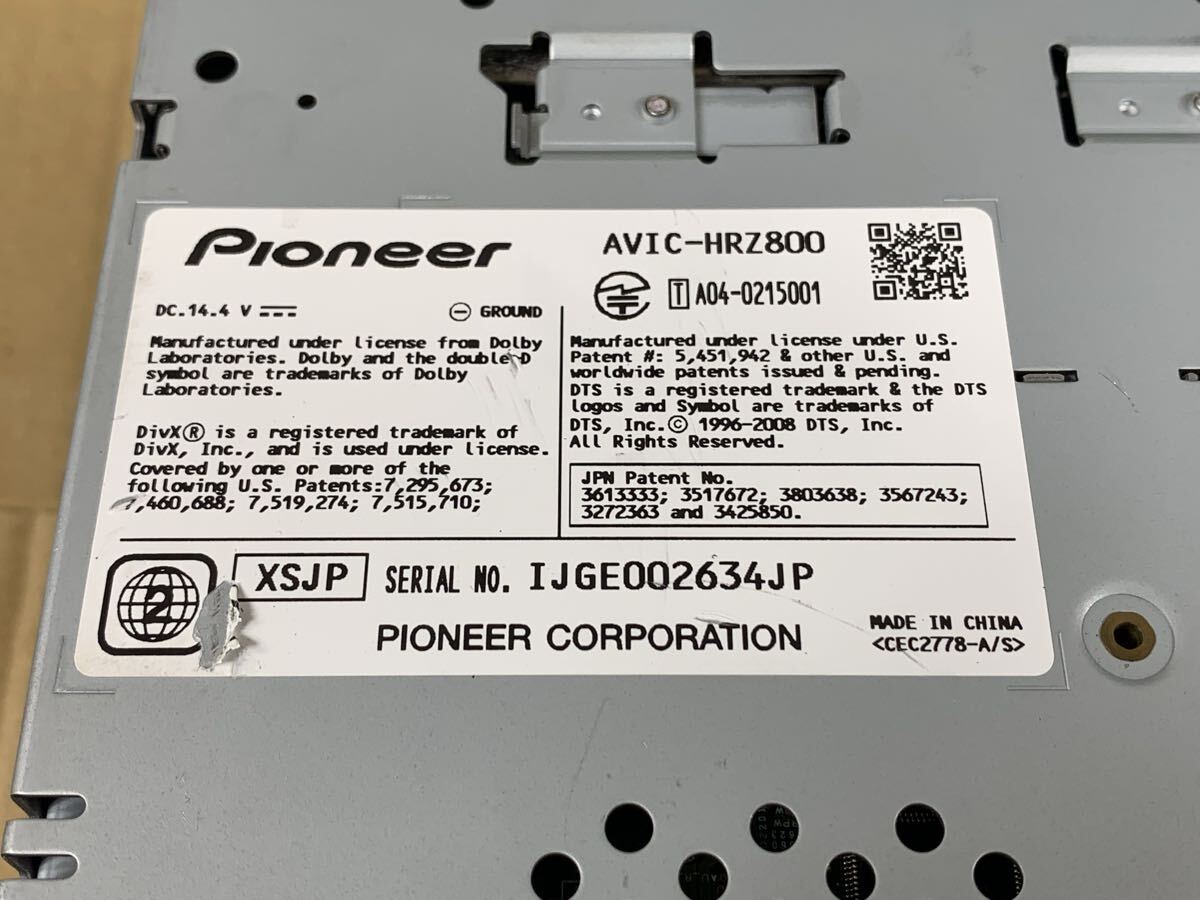 Pioneer
AVIC-HRZ800
T A04-0215001
DC.14.4 V
GROUND
Manufactured under license from Dolby
Laboratories. Dolby and the double-D
symbol are trademarks of Dolby
Laboratories.
DivX® is a registered trademark of
DivX, Inc., and is used under license.
Covered by one or more of the
following U.S. Patents:7,295,673;
7,460,688; 7,519,274; 7,515,710;
Manufactured under license under U.S.
Patent #: 5,451,942 & other U.S. and
worldwide patents issued & pending.
DTS is a registered trademark & the DTS
logos and Symbol are trademarks of
DTS, Inc.© 1996-2008 DTS, Inc.
All Rights Reserved.
JPN Patent No.
3613333; 3517672; 3803638; 3567243;
3272363 and 3425850.
2
XSJP
SERIAL NO. IJGE002634JP
PIONEER CORPORATION
MADE IN CHINA
<CEC2778-A/S>